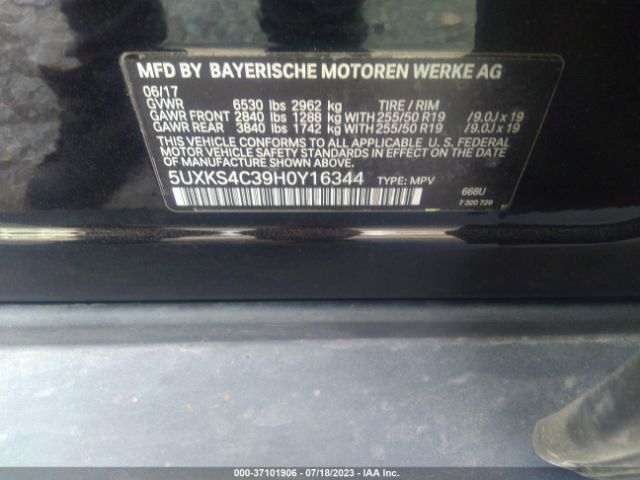 MFD BY BAYERISCHE MOTOREN WERKE AG
06/17
GVWR 6530 lbs 2962 kg TIRE / RIM
GAWR FRONT 2840 lbs 1288 kg WITH 255/50 R19 /9.0J x 19
GAWR REAR 3840 lbs 1742 kg WITH 255/50 R19 /9.0J x 19
THIS VEHICLE CONFORMS TO ALL APPLICABLE U. S. FEDERAL
MOTOR VEHICLE SAFETY STANDARDS IN EFFECT ON THE DATE
OF MANUFACTURE SHOWN ABOVE.
5UXKS4C39H0Y16344 TYPE: MPV
668U
7 320 729
000-37101906 / 07/18/2023 - IAA Inc.